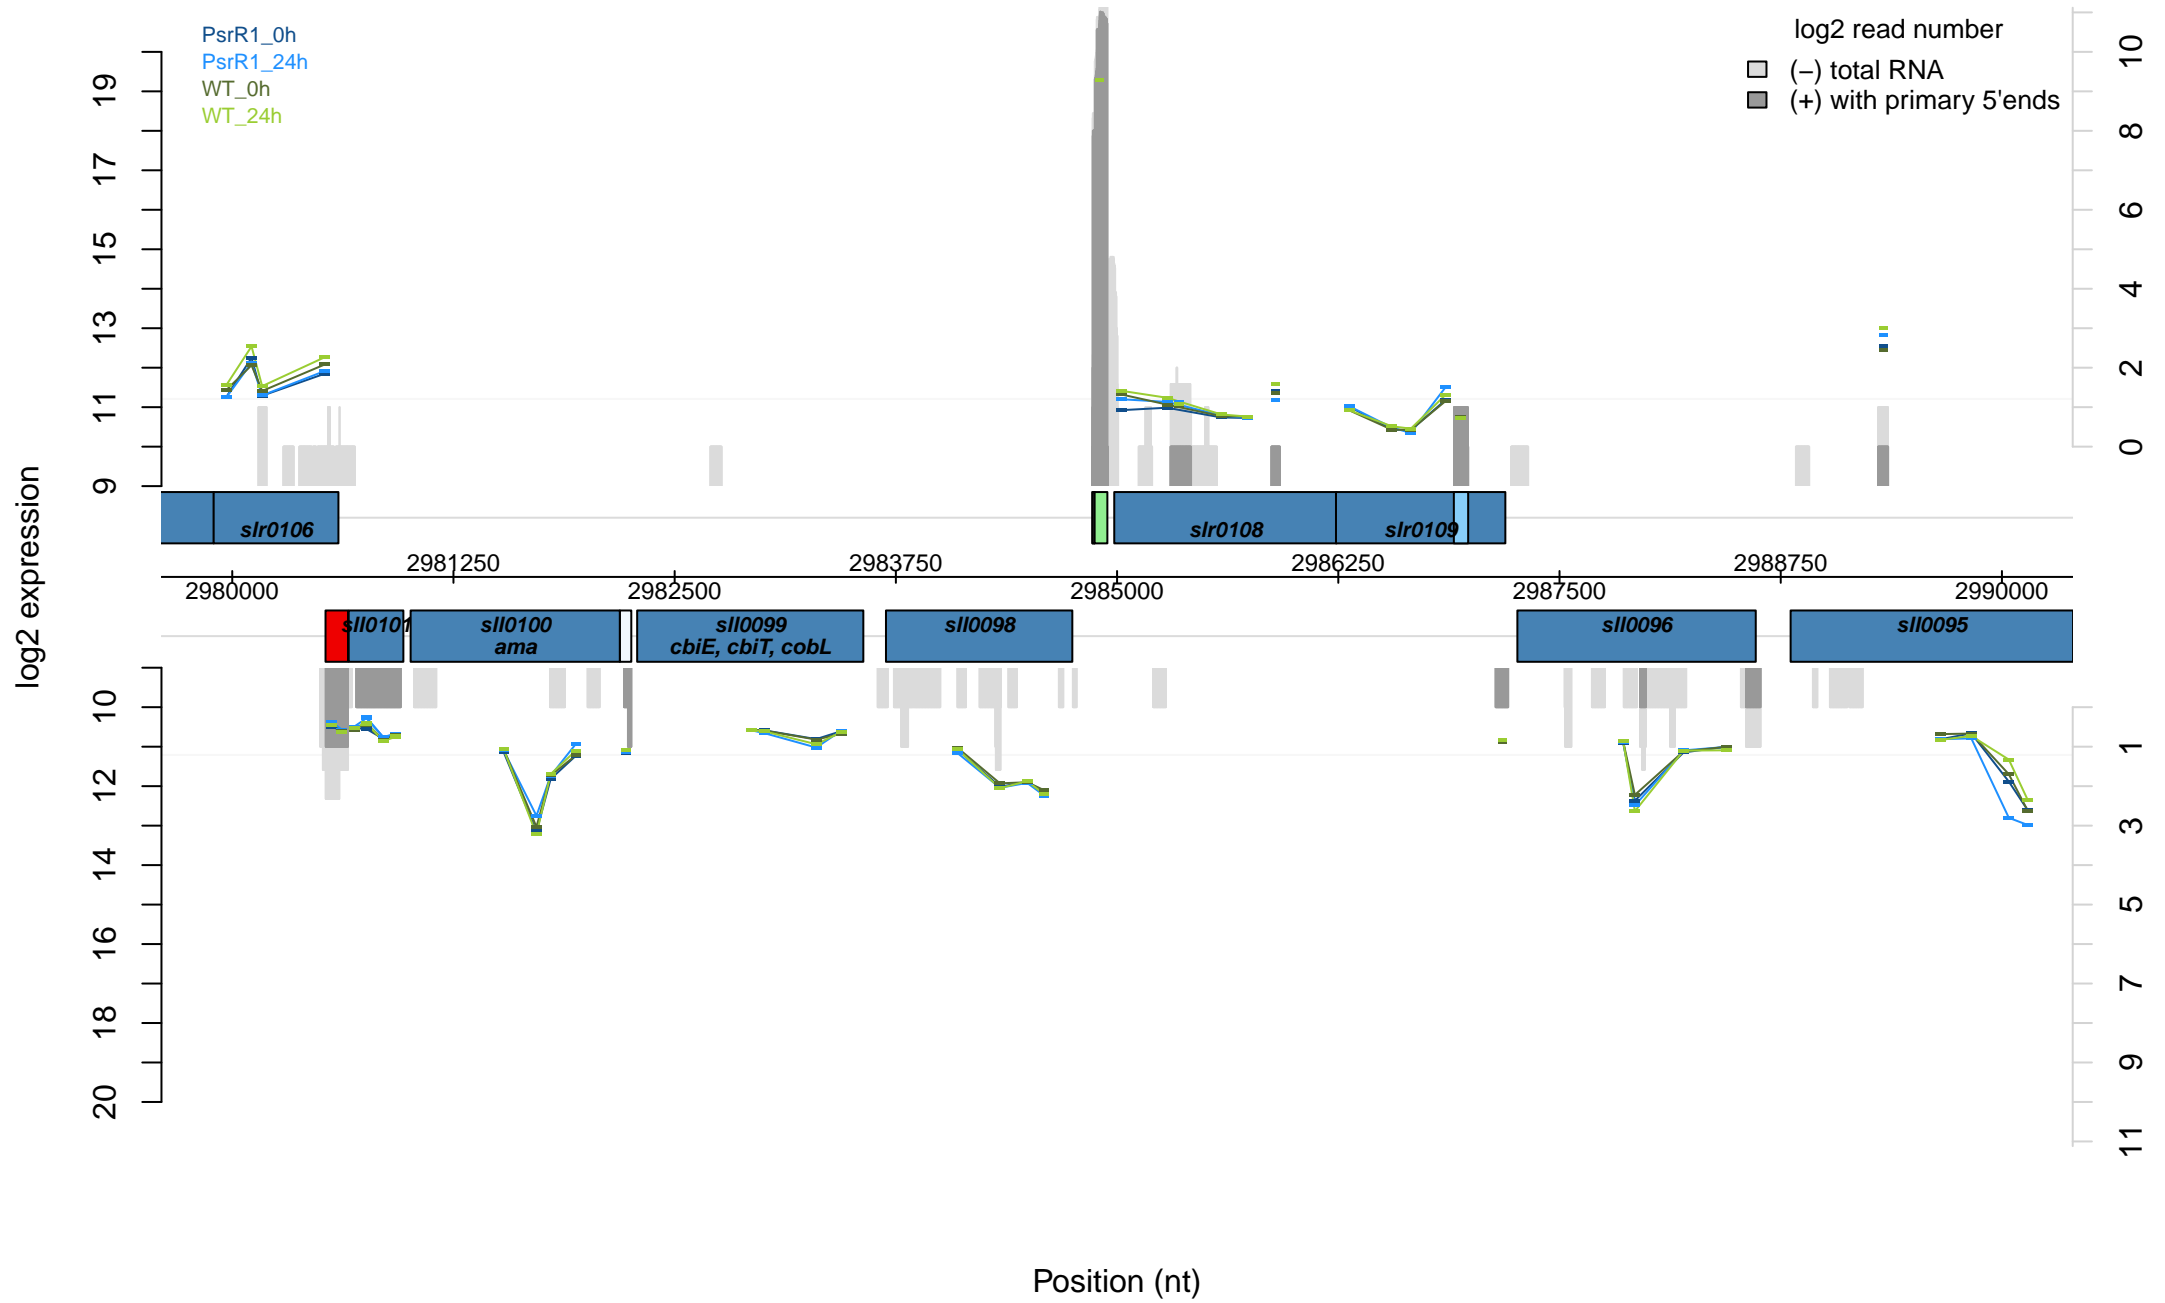 PsrR1_0h
PsrR1_24h
WT_0h
WT_24h
log2 read number
(−) total RNA
(+) with primary 5'ends
19
17
15
13
11
9
10
8
6
4
2
0
log2 expression
slr0106
slr0108
slr0109
2981250
2983750
2986250
2988750
2980000
2982500
2985000
2987500
2990000
sll0101
sll0100
ama
sll0099
cbiE, cbiT, cobL
sll0098
sll0096
sll0095
10
12
14
16
18
20
1
3
5
7
9
11
Position (nt)